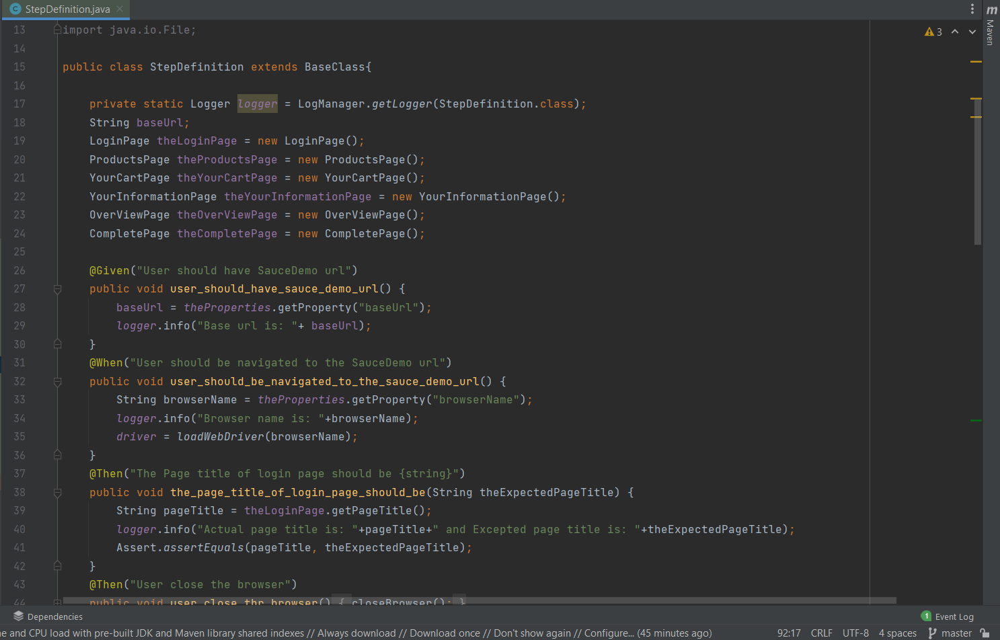 StepDefinition.java
Maven
3
13 import java.io.File;
14
15 public class StepDefinition extends BaseClass{
16
17 private static Logger logger = LogManager.getLogger(StepDefinition.class);
18 String baseUrl;
19 LoginPage theLoginPage = new LoginPage();
20 ProductsPage theProductsPage = new ProductsPage();
21 YourCartPage theYourCartPage = new YourCartPage();
22 YourInformationPage theYourInformationPage = new YourInformationPage();
23 OverViewPage theOverViewPage = new OverViewPage();
24 CompletePage theCompletePage = new CompletePage();
25
26 @Given("User should have SauceDemo url")
27 public void user_should_have_sauce_demo_url() {
28 baseUrl = theProperties.getProperty("baseUrl");
29 logger.info("Base url is: "+ baseUrl);
30 }
31 @When("User should be navigated to the SauceDemo url")
32 public void user_should_be_navigated_to_the_sauce_demo_url() {
33 String browserName = theProperties.getProperty("browserName");
34 logger.info("Browser name is: "+browserName);
35 driver = loadWebDriver(browserName);
36 }
37 @Then("The Page title of login page should be {string}")
38 public void the_page_title_of_login_page_should_be(String theExpectedPageTitle) {
39 String pageTitle = theLoginPage.getPageTitle();
40 logger.info("Actual page title is: "+pageTitle+" and Excepted page title is: "+theExpectedPageTitle);
41 Assert.assertEquals(pageTitle, theExpectedPageTitle);
42 }
43 @Then("User close the browser")
44 public void user_close_thr_browser() { closeBrowser(); }
Dependencies
1 Event Log
e and CPU load with pre-built JDK and Maven library shared indexes // Always download // Download once // Don't show again // Configure... (45 minutes ago) 92:17 CRLF UTF-8 4 spaces master